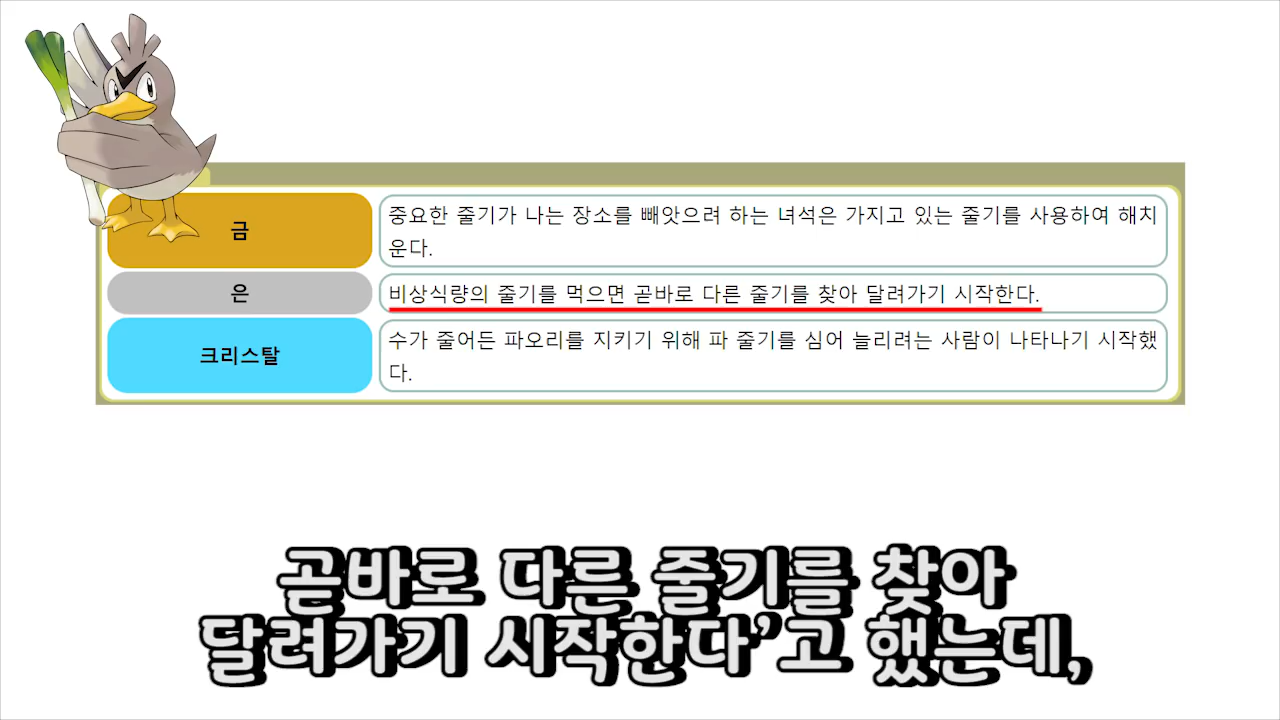 금
중요한 줄기가 나는 장소를 빼앗으려 하는 녀석은 가지고 있는 줄기를 사용하여 해치
운다.
은
비상식량의 줄기를 먹으면 곧바로 다른 줄기를 찾아 달려가기 시작한다.
크리스탈
수가 줄어든 파오리를 지키기 위해 파 줄기를 심어 늘리려는 사람이 나타나기 시작했
다.
곧바로 다른 줄기를 찾아
달려가기 시작한다’고 했는데,